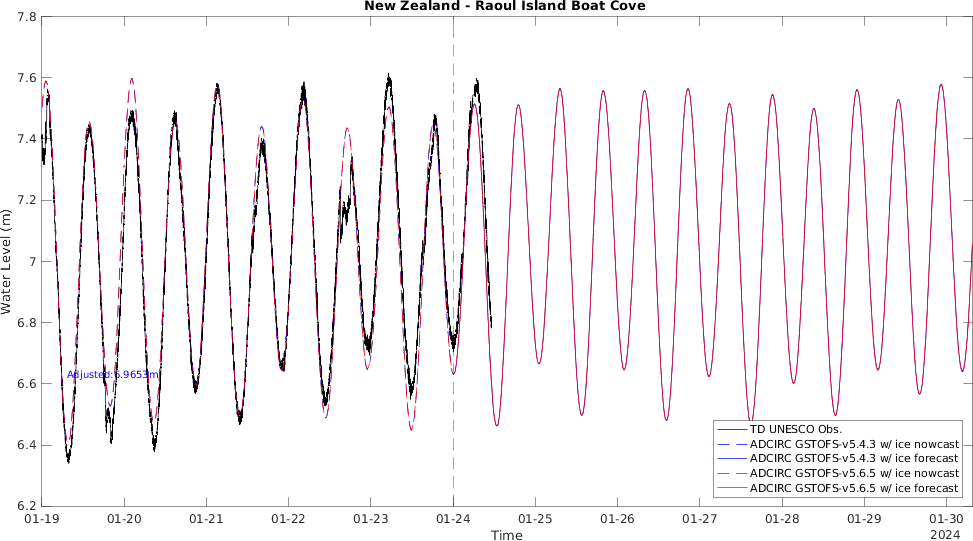 New Zealand - Raoul Island Boat Cove
Water Level (m)
7.8
7.6
7.4
7.2
7
6.8
6.6
6.4
6.2
Adjusted:6.9653m
TD UNESCO Obs.
ADCIRC GSTOFS-v5.4.3 w/ ice nowcast
ADCIRC GSTOFS-v5.4.3 w/ ice forecast
ADCIRC GSTOFS-v5.6.5 w/ ice nowcast
ADCIRC GSTOFS-v5.6.5 w/ ice forecast
01-19 01-20 01-21 01-22 01-23 01-24 01-25 01-26 01-27 01-28 01-29 01-30
Time
2024